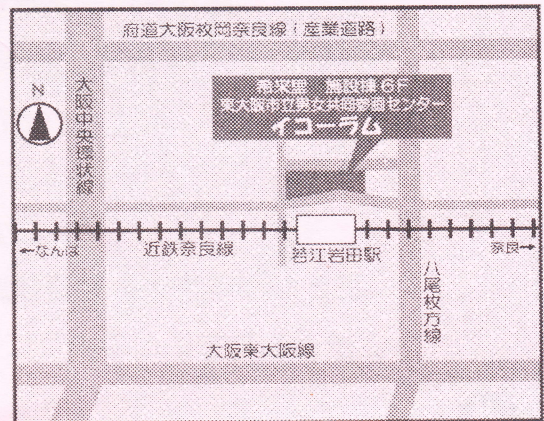 府道大阪枚岡奈良線(産業道路)
N
大阪中央環状線
希来里 施設棟6F
東大阪市立男女共同参画センター
イコーラム
←なんば
近鉄奈良線
若江岩田駅
奈良→
八尾枚方線
大阪東大阪線